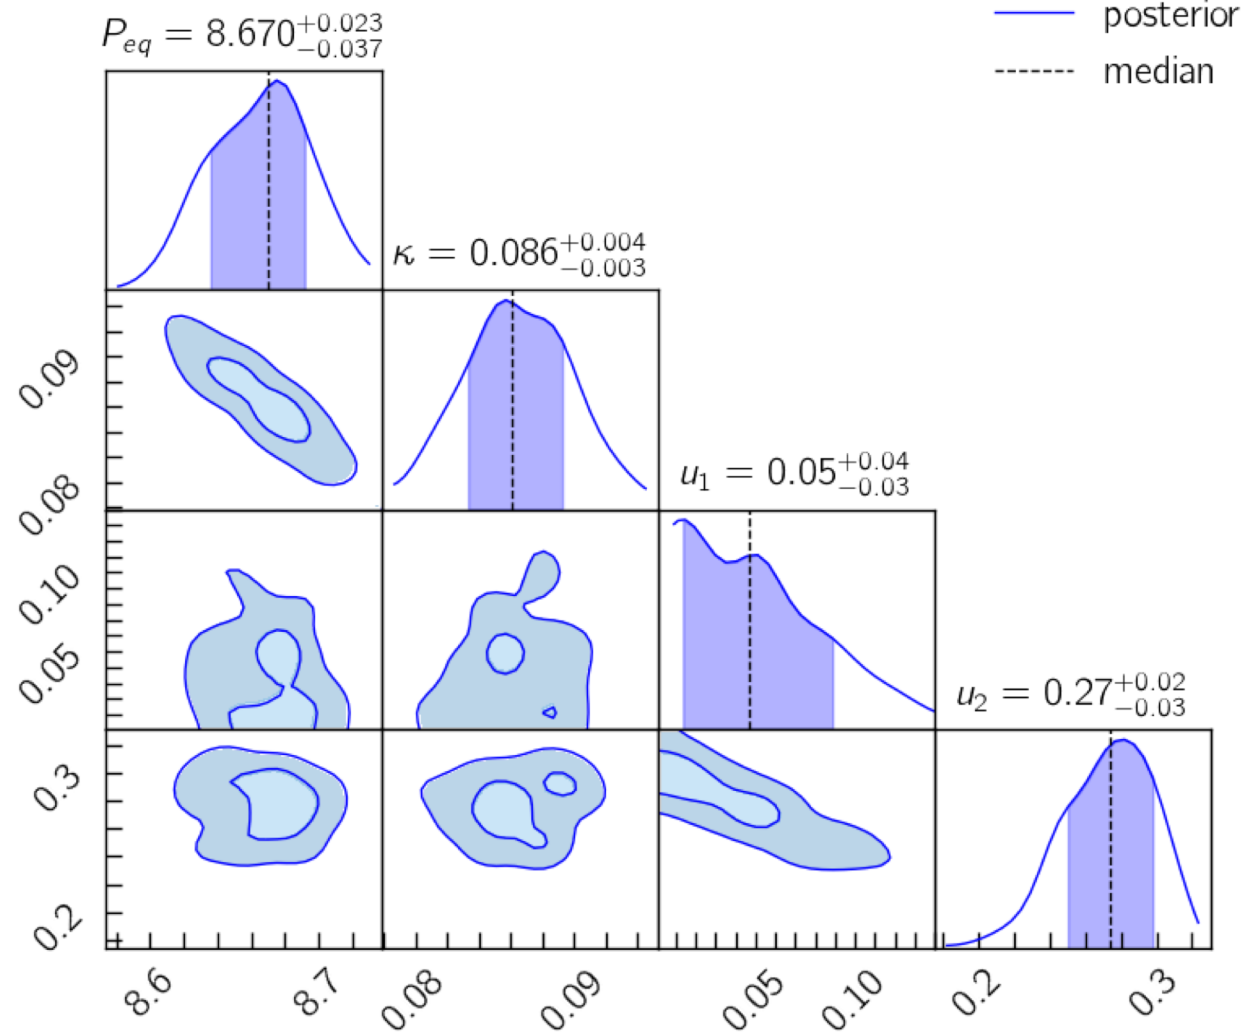 posterior
median
P_{eq} = 8.670^{+0.023}_{-0.037}
κ = 0.086^{+0.004}_{-0.003}
0.09
0.08
u_1 = 0.05^{+0.04}_{-0.03}
0.10
0.05
u_2 = 0.27^{+0.02}_{-0.03}
0.3
0.2
8.6 8.7 0.08 0.09 0.05 0.10 0.2 0.3